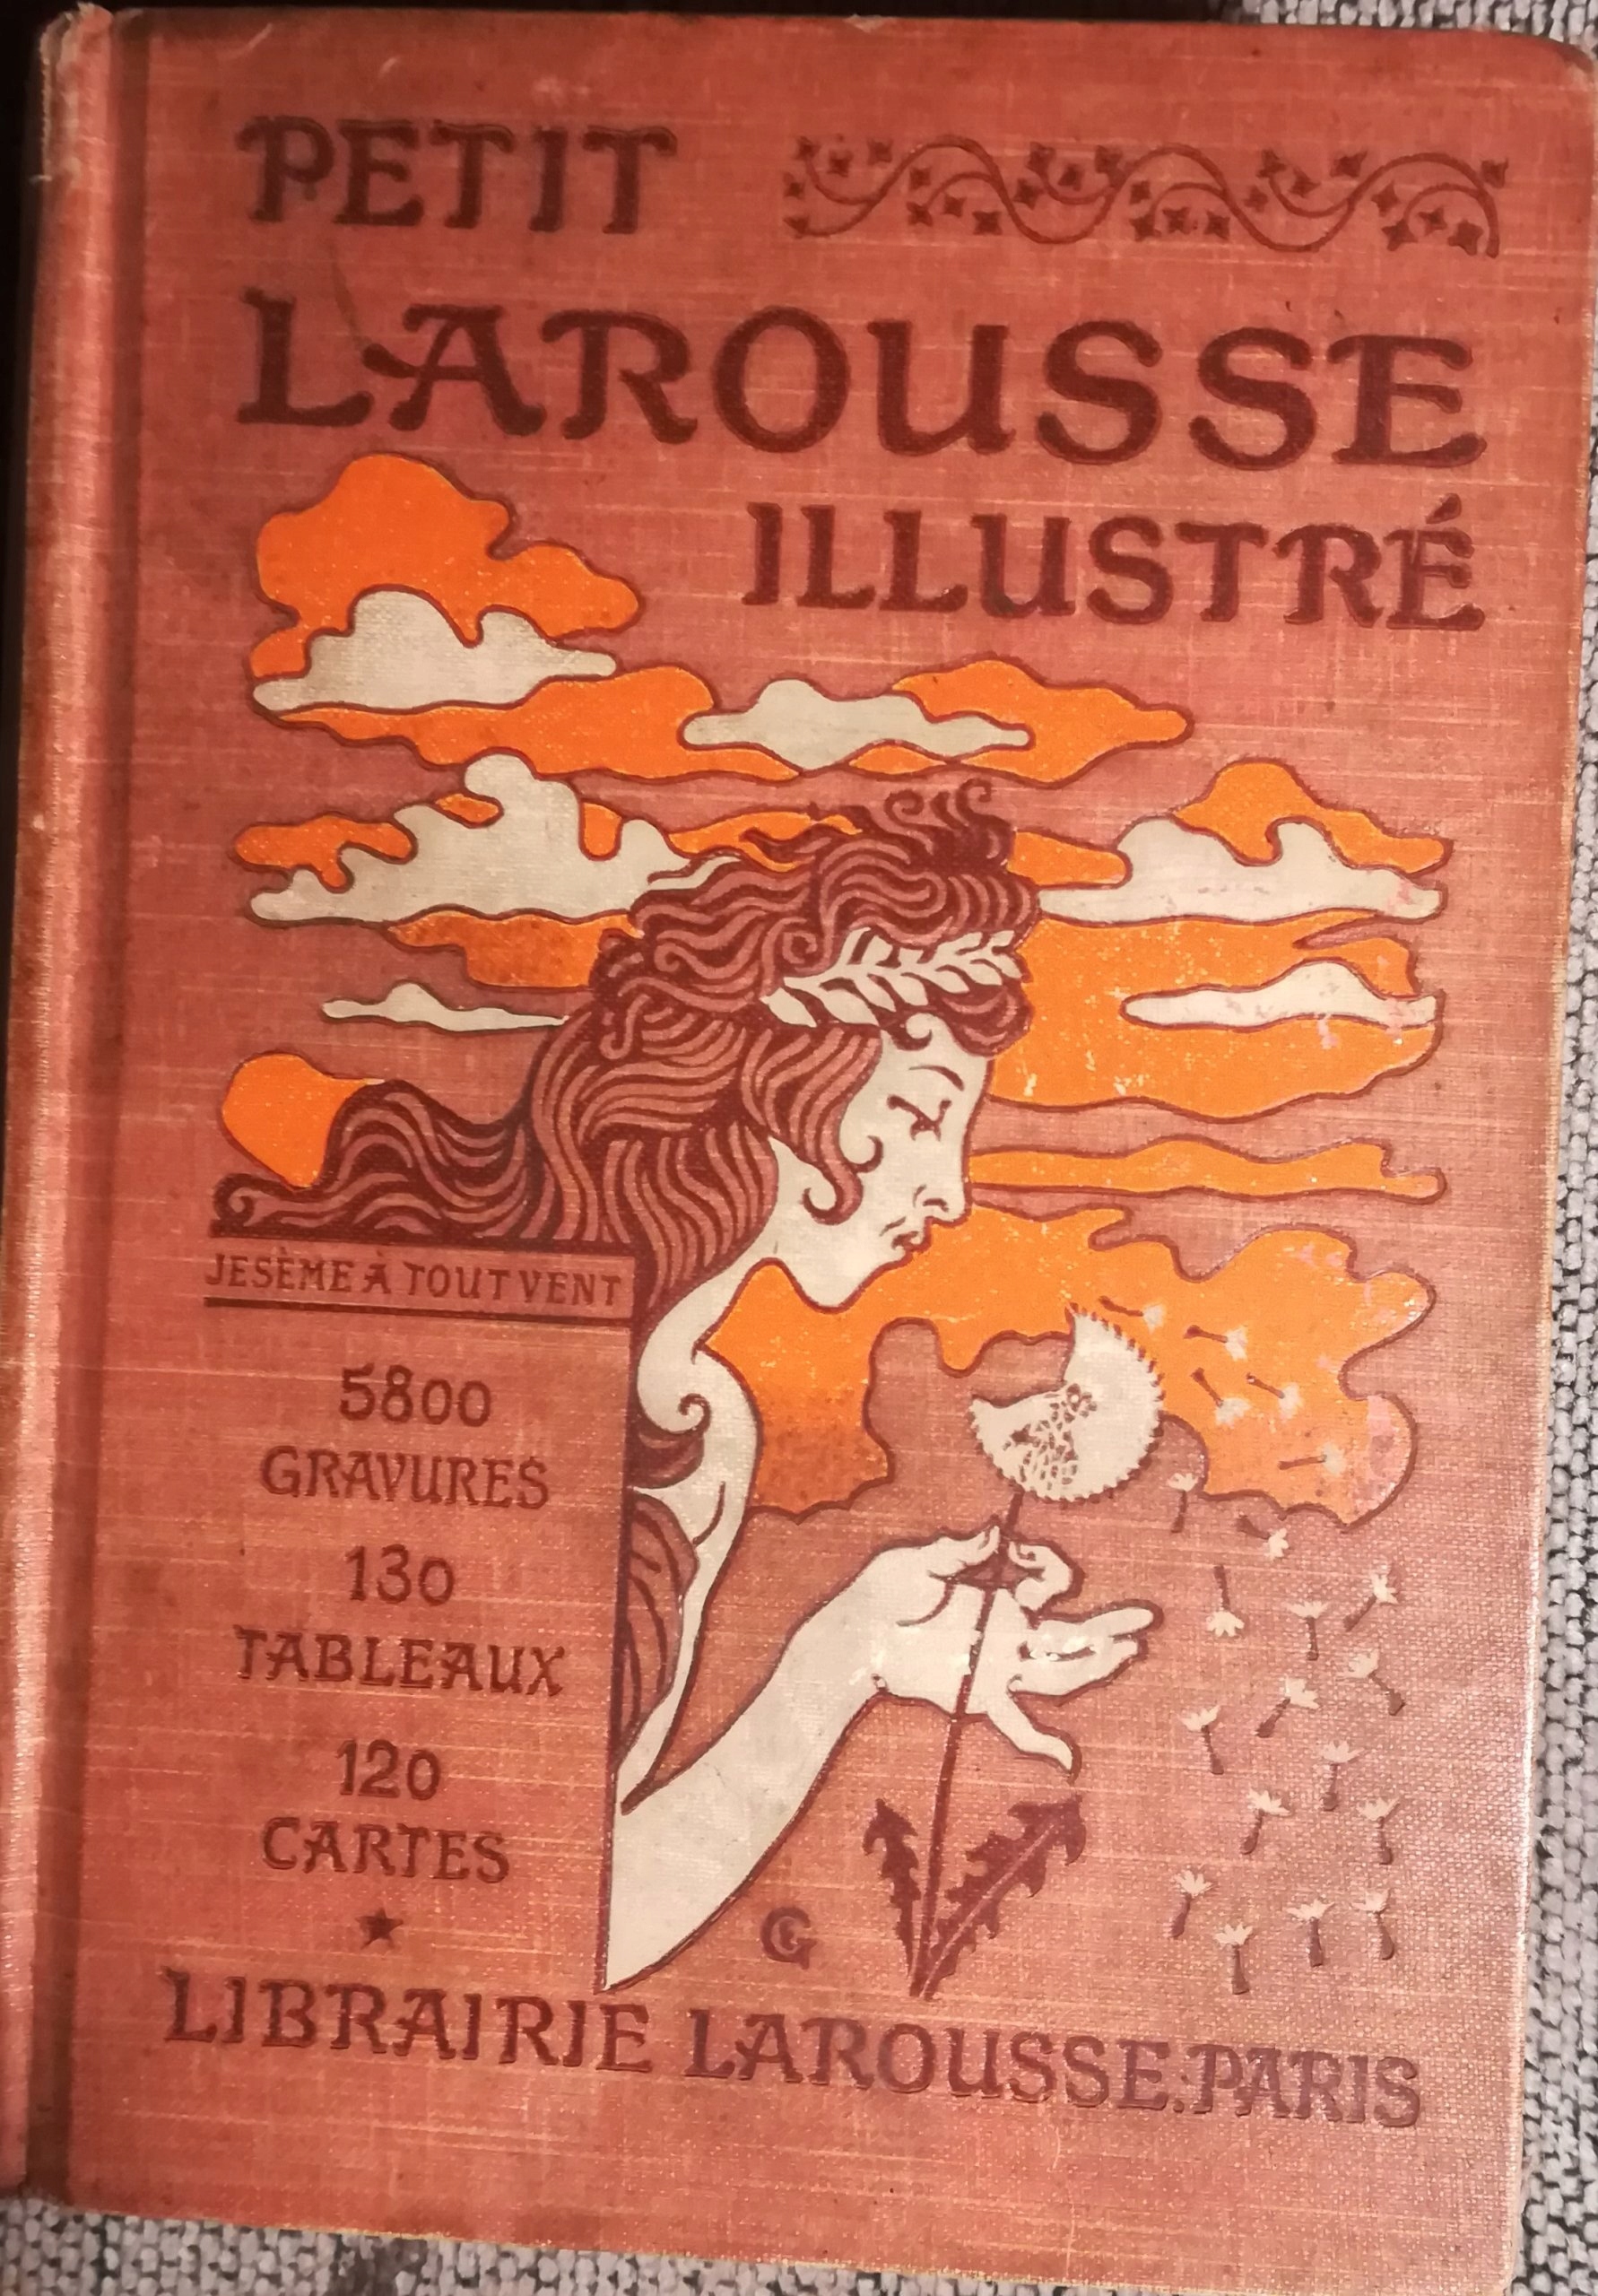 PETIT
LAROUSSE
ILLUSTRÉ
JE SÈME À TOUT VENT
5800
GRAVURES
130
TABLEAUX
120
CARTES
G
LIBRAIRIE LAROUSSE.PARIS